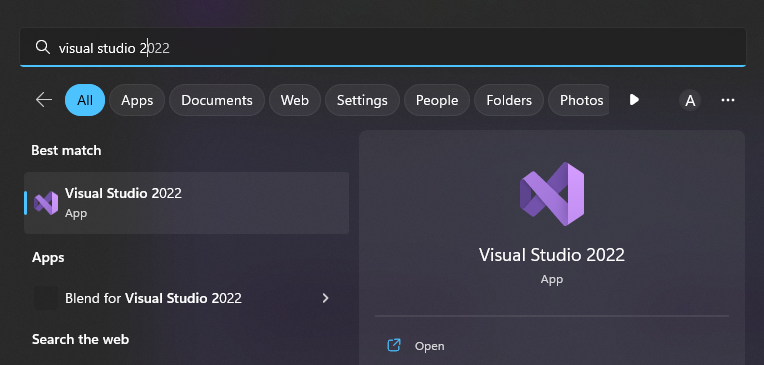 visual studio 2022
All Apps Documents Web Settings People Folders Photos A
Best match
Visual Studio 2022
App
Apps
Blend for Visual Studio 2022
Search the web
Visual Studio 2022
App
Open